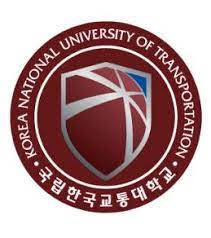 KOREA NATIONAL UNIVERSITY OF TRANSPORTATION
국립한국교통대학교